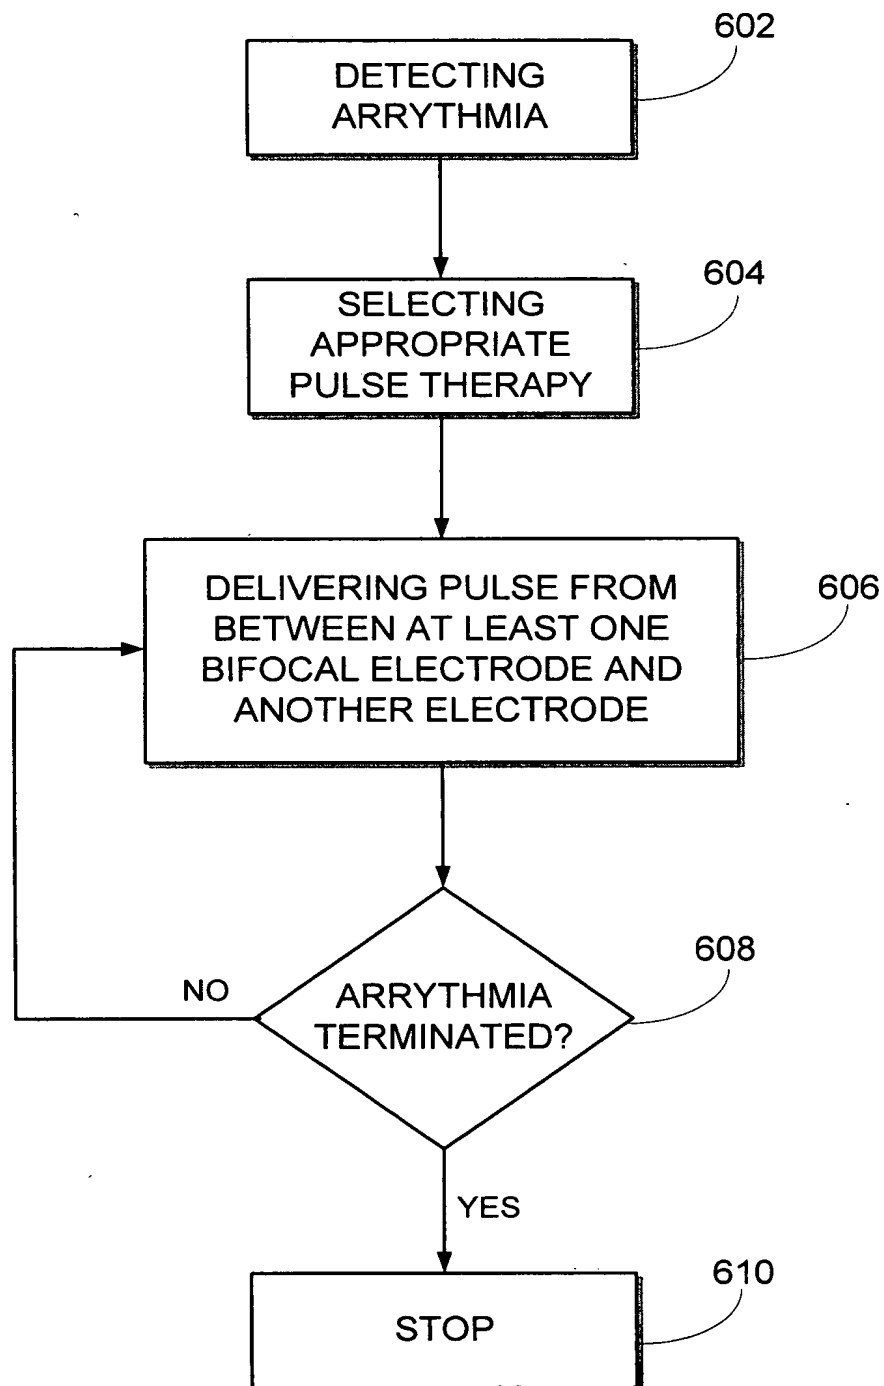 602
DETECTING
ARRYTHMIA
604
SELECTING
APPROPRIATE
PULSE THERAPY
606
DELIVERING PULSE FROM
BETWEEN AT LEAST ONE
BIFOCAL ELECTRODE AND
ANOTHER ELECTRODE
608
NO
ARRYTHMIA
TERMINATED?
YES
610
STOP